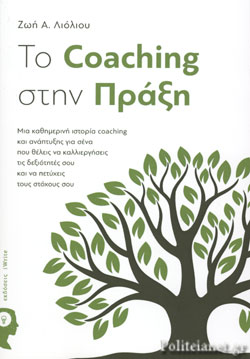 Ζωή Α. Λιόλιου
Το Coaching
στην Πράξη
Μια καθημερινή ιστορία coaching
και ανάπτυξης για σένα
που θέλεις να καλλιεργήσεις
τις δεξιότητές σου
και να πετύχεις
τους στόχους σου
εκδόσεις iWrite
Politeianet.gr